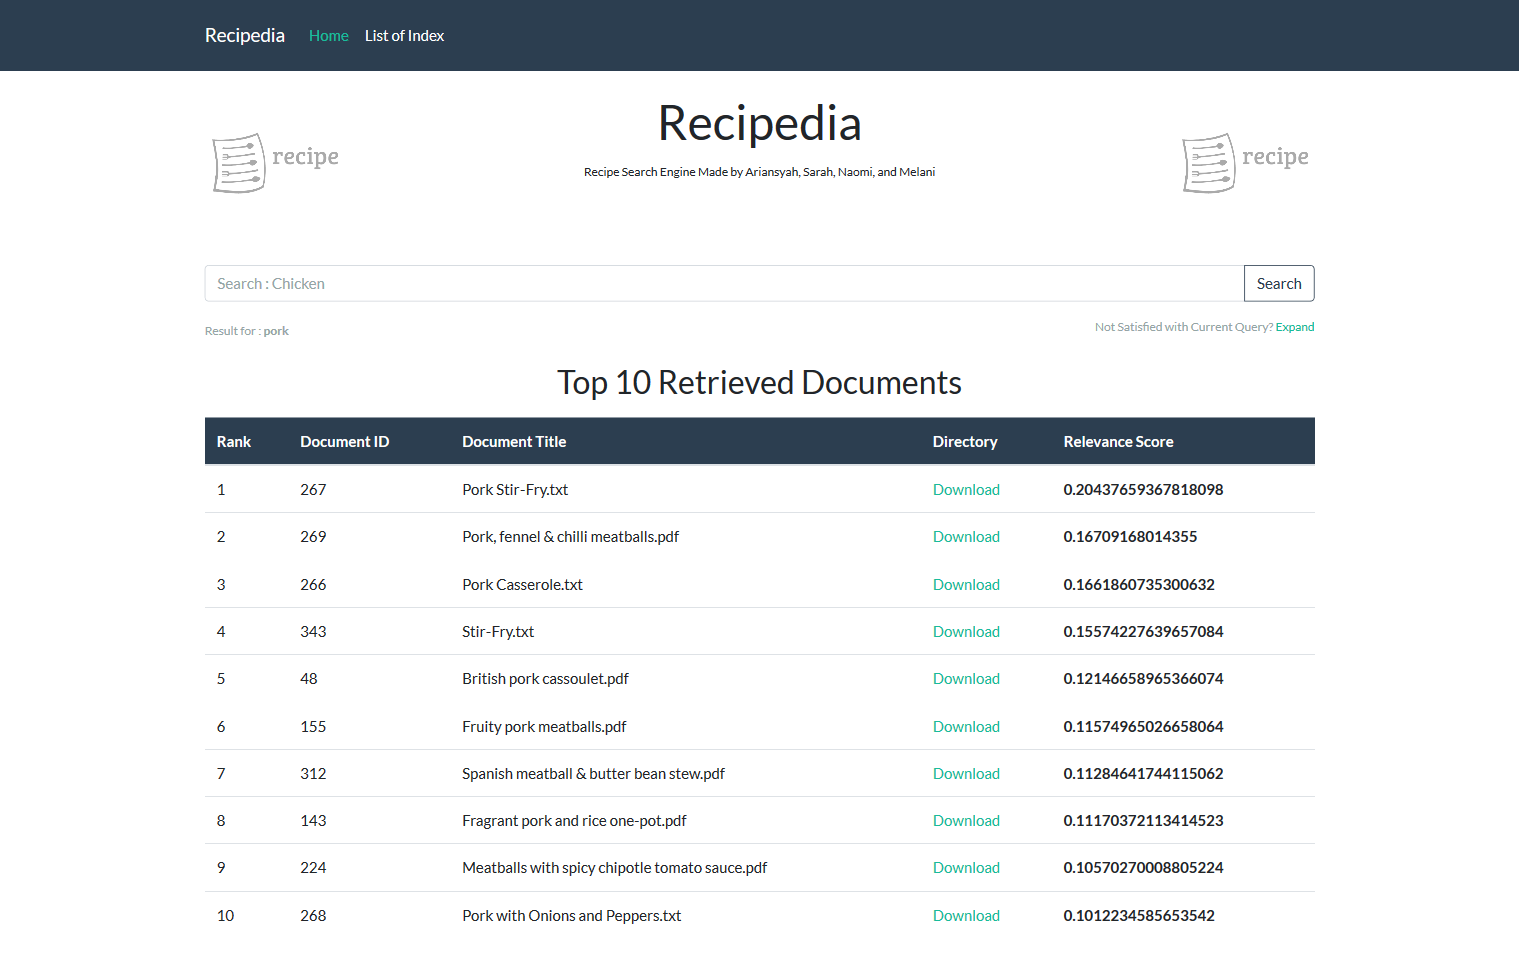 Recipedia Home List of Index
Recipedia
recipe
recipe
Recipe Search Engine Made by Ariansyah, Sarah, Naomi, and Melani
Search : Chicken Search
Result for : pork Not Satisfied with Current Query? Expand
Top 10 Retrieved Documents
Rank Document ID Document Title Directory Relevance Score
1 267 Pork Stir-Fry.txt Download 0.20437659367818098
2 269 Pork, fennel & chilli meatballs.pdf Download 0.16709168014355
3 266 Pork Casserole.txt Download 0.1661860735300632
4 343 Stir-Fry.txt Download 0.15574227639657084
5 48 British pork cassoulet.pdf Download 0.12146658965366074
6 155 Fruity pork meatballs.pdf Download 0.11574965026658064
7 312 Spanish meatball & butter bean stew.pdf Download 0.11284641744115062
8 143 Fragrant pork and rice one-pot.pdf Download 0.11170372113414523
9 224 Meatballs with spicy chipotle tomato sauce.pdf Download 0.10570270008805224
10 268 Pork with Onions and Peppers.txt Download 0.1012234585653542